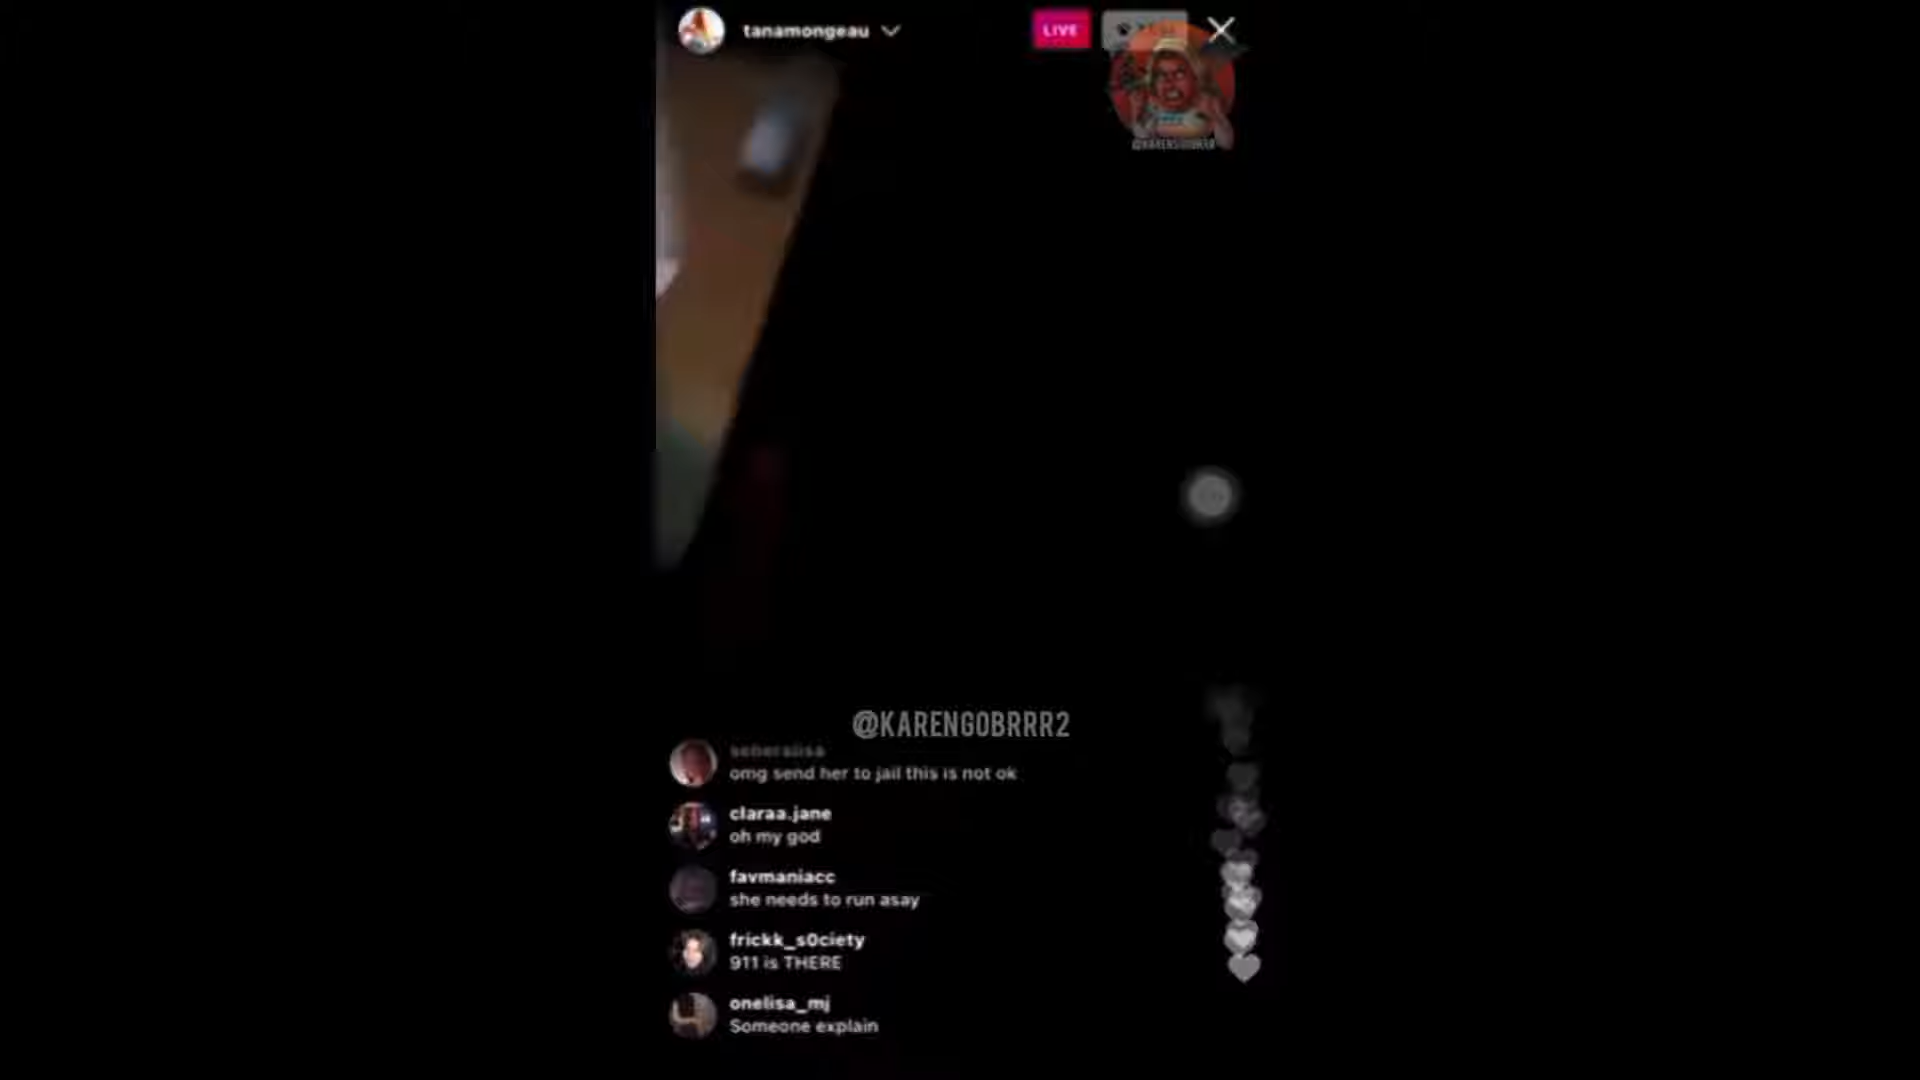 tanamongeau
LIVE
@KARENGOBRRR2
omg send her to jail this is not ok
claraa.jane
oh my god
favmaniacc
she needs to run asay
frickk_s0ciety
911 is THERE
onelisa_mj
Someone explain